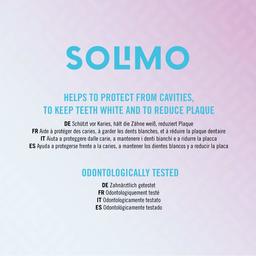 SOLIMO
HELPS TO PROTECT FROM CAVITIES,
TO KEEP TEETH WHITE AND TO REDUCE PLAQUE
DE Schützt vor Karies, hält die Zähne weiß, reduziert Plaque
FR Aide à protéger des caries, à garder les dents blanches, et à réduire la plaque dentaire
IT Aiuta a proteggere dalle carie, a mantenere i denti bianchi e a ridurre la placca
ES Ayuda a protegerse frente a la caries, a mantener los dientes blancos y a reducir la placa
ODONTOLOGICALLY TESTED
DE Zahnärztlich getestet
FR Odontologiquement testé
IT Odontologicamente testato
ES Odontológicamente testado